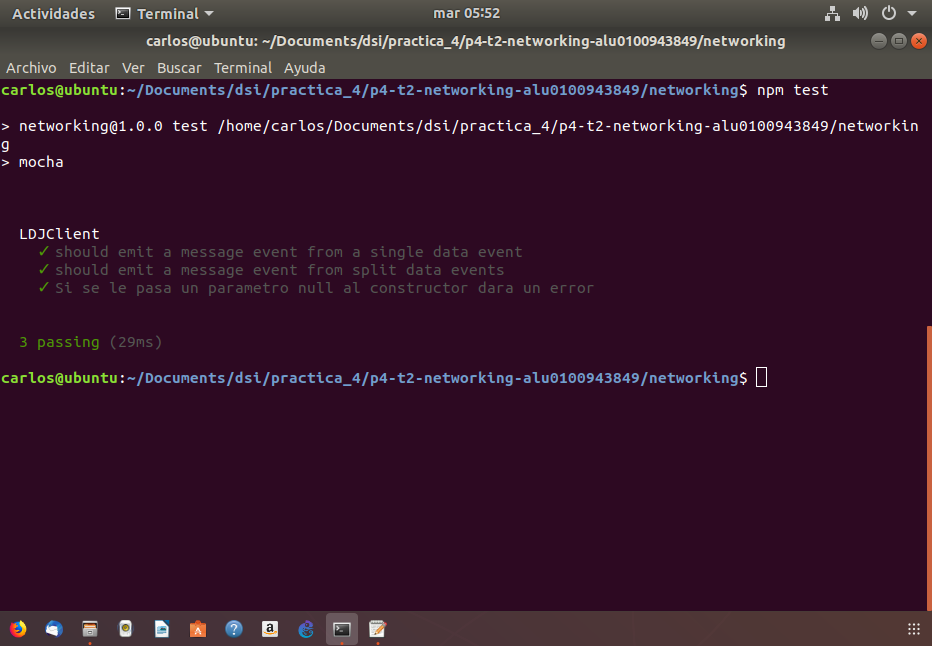 Actividades Terminal mar 05:52
carlos@ubuntu: ~/Documents/dsi/practica_4/p4-t2-networking-alu0100943849/networking
Archivo Editar Ver Buscar Terminal Ayuda
carlos@ubuntu:~/Documents/dsi/practica_4/p4-t2-networking-alu0100943849/networking$ npm test
> networking@1.0.0 test /home/carlos/Documents/dsi/practica_4/p4-t2-networking-alu0100943849/networkin
g
> mocha
LDJClient
✓ should emit a message event from a single data event
✓ should emit a message event from split data events
✓ Si se le pasa un parametro null al constructor dara un error
3 passing (29ms)
carlos@ubuntu:~/Documents/dsi/practica_4/p4-t2-networking-alu0100943849/networking$